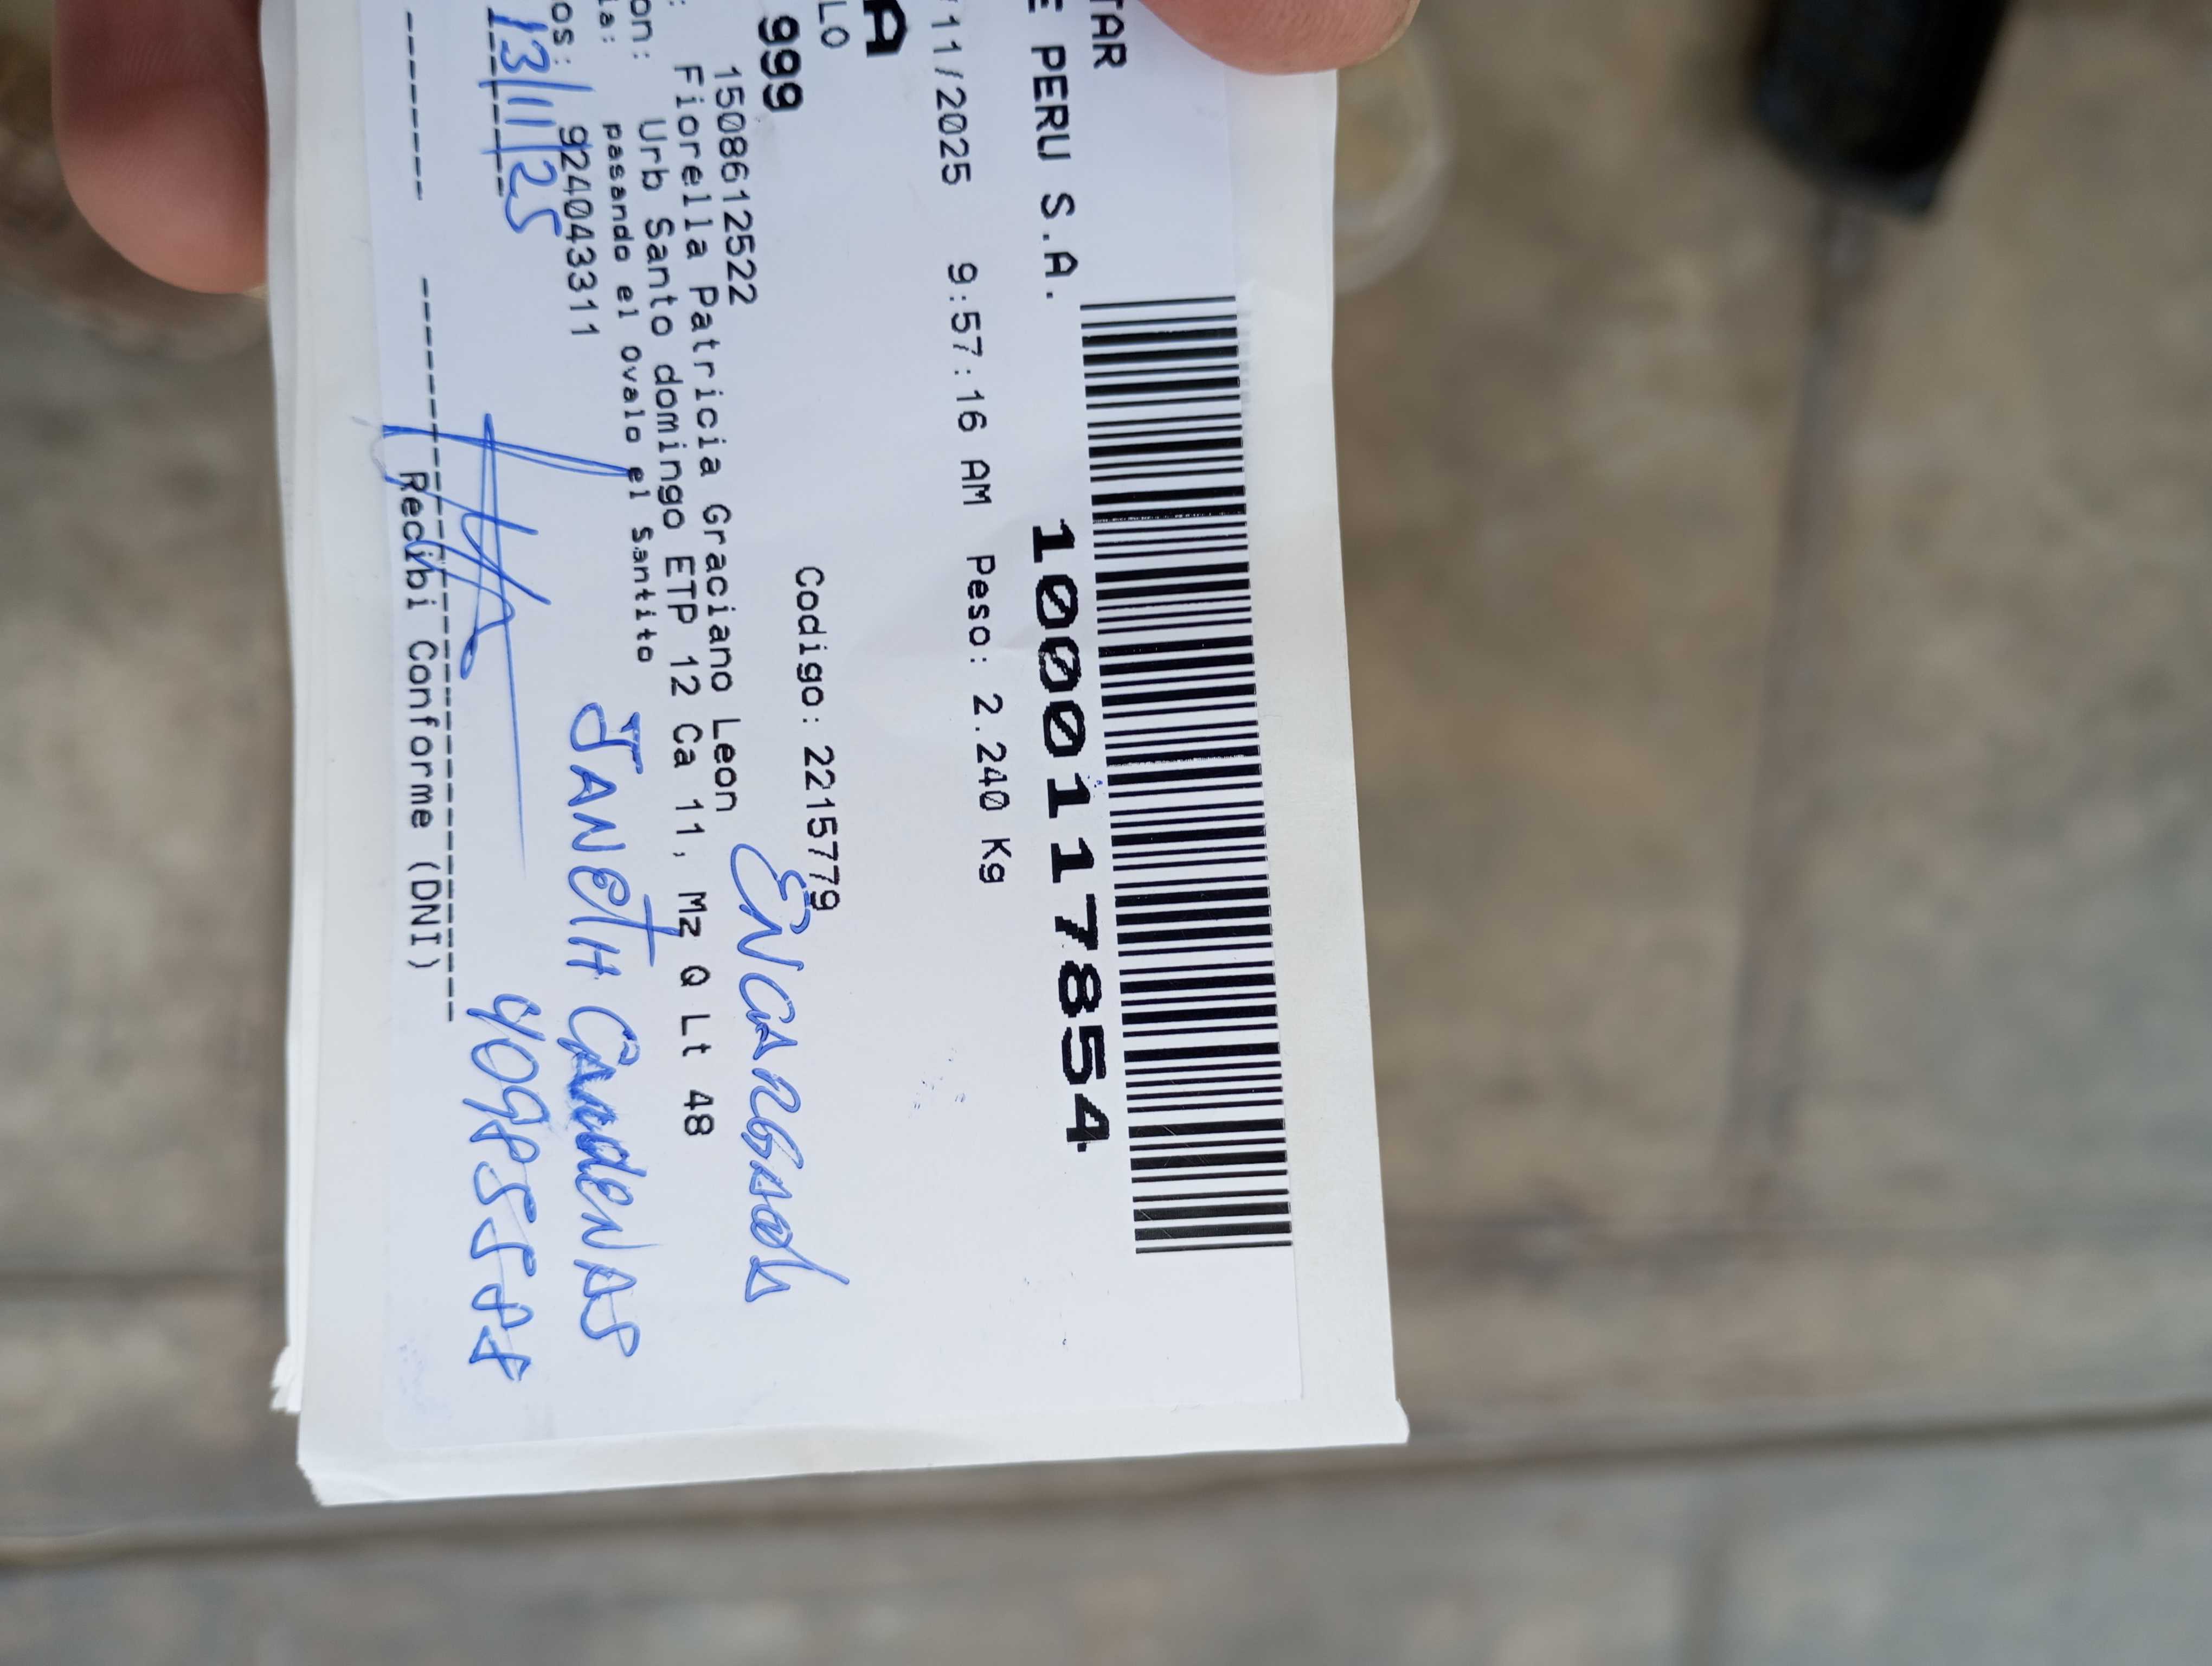 TAR
E PERU S.A.
10001117854
11/2025 9:57:16 AM Peso: 2.240 Kg
A
LO
Codigo: 2215779
999
Encargada
1508612522
Fiorella Patricia Graciano Leon
on: Urb Santo domingo ETP 12 Ca 11, Mz Q Lt 48
ia: pasando el ovalo el Santito
os: 924043311
JANETH CARDENAS
13/11/25
Recibi Conforme (DNI)